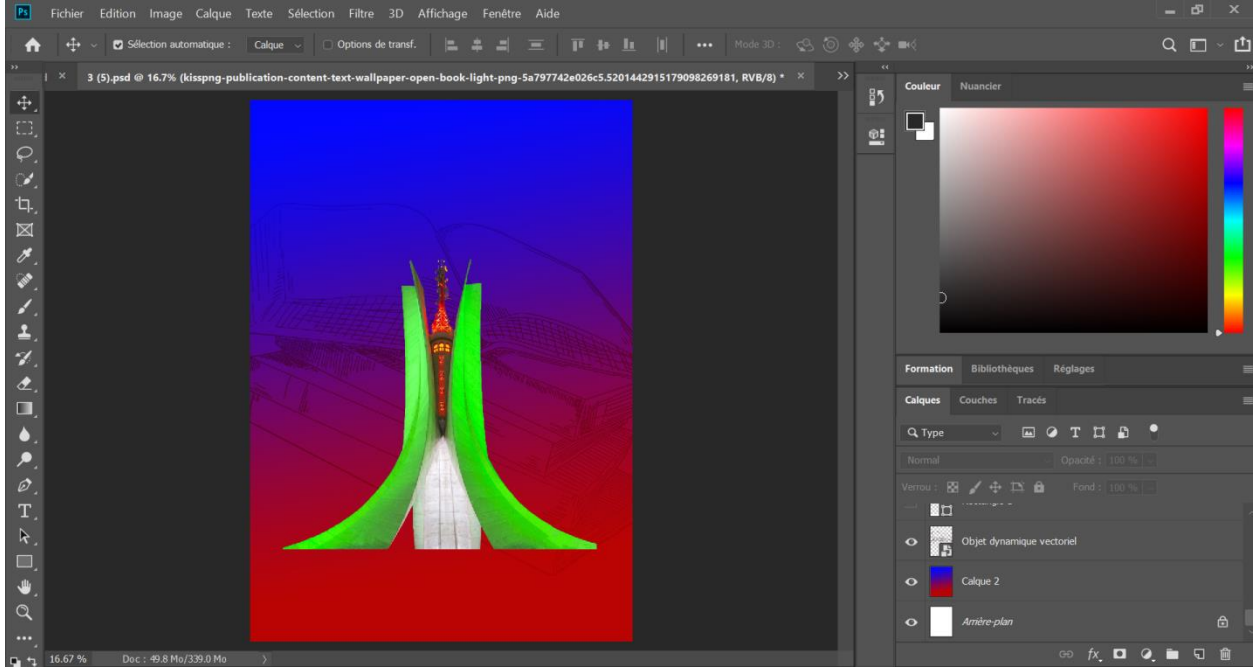 Ps Fichier Edition Image Calque Texte Sélection Filtre 3D Affichage Fenêtre Aide
Sélection automatique : Calque Options de transf. Mode 3D :
3 (5).psd @ 16.7% (kisspng-publication-content-text-wallpaper-open-book-light-png-5a797742e026c5.5201442915179098269181, RVB/8) *
Couleur Nuancier
Formation Bibliothèques Réglages
Calques Couches Tracés
Type
Normal Opacité : 100 %
Verrou : Fond : 100 %
Objet dynamique vectoriel
Calque 2
Arrière-plan
16.67 % Doc : 49.8 Mo/339.0 Mo